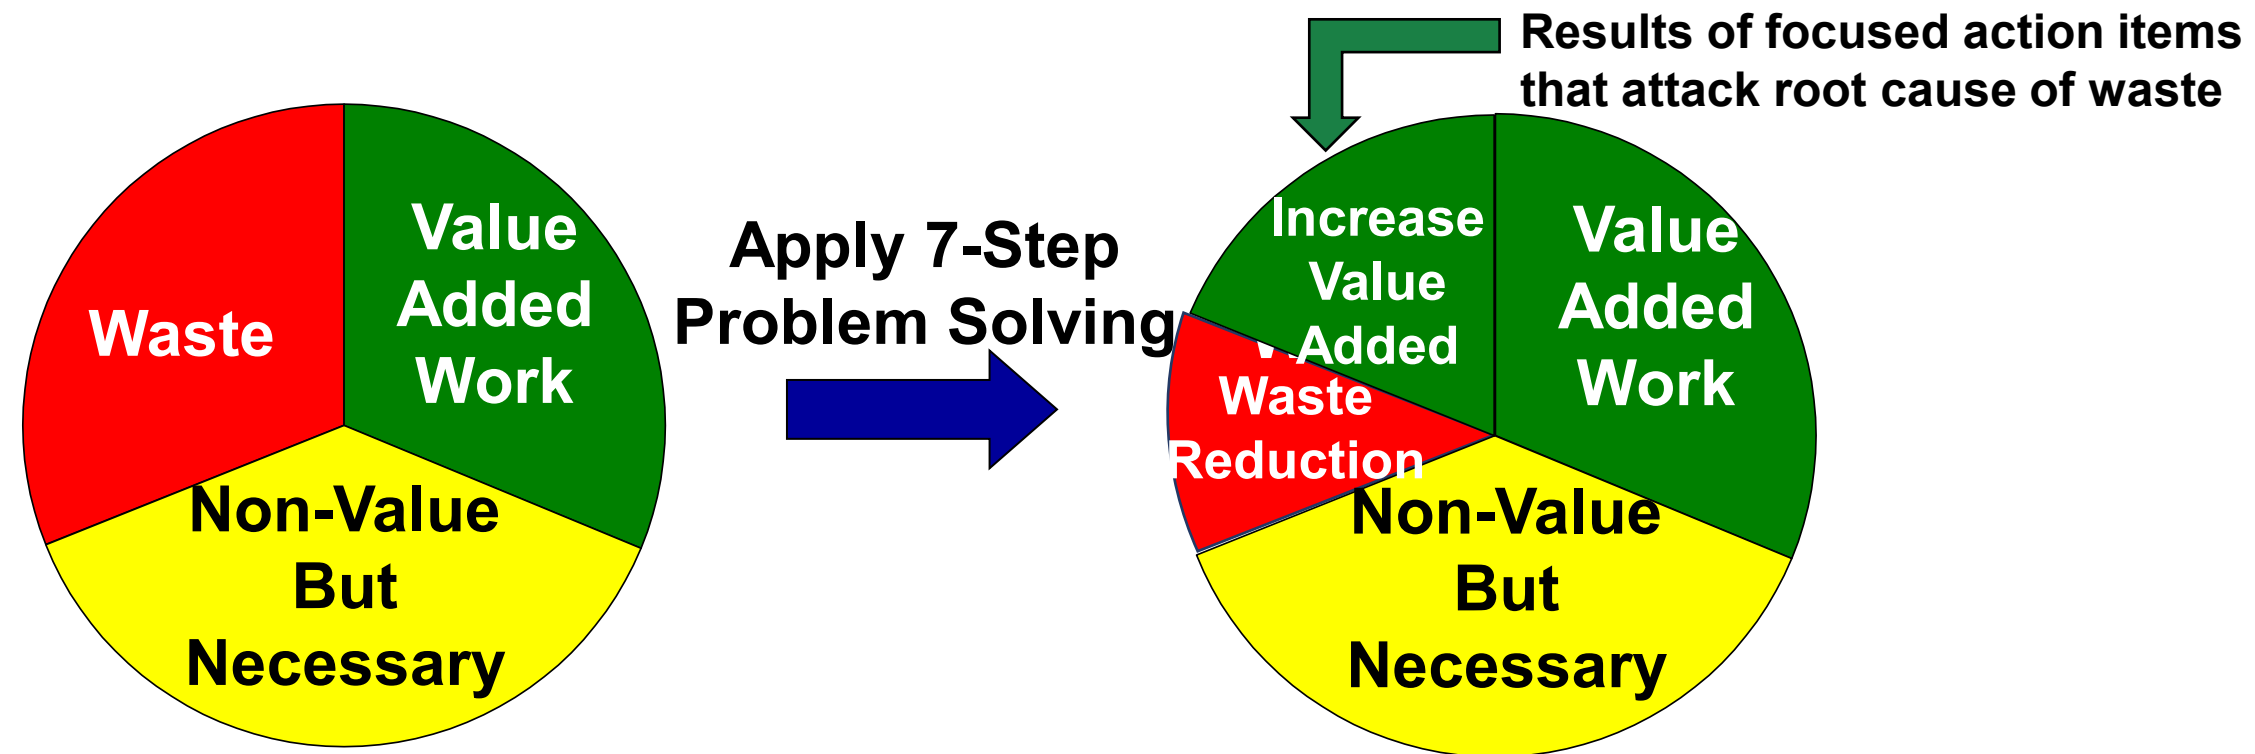 Results of focused action items
that attack root cause of waste
Waste
Value
Added
Work
Non-Value
But
Necessary
Apply 7-Step
Problem Solving
Increase
Value
Added
Waste
Reduction
Value
Added
Work
Non-Value
But
Necessary